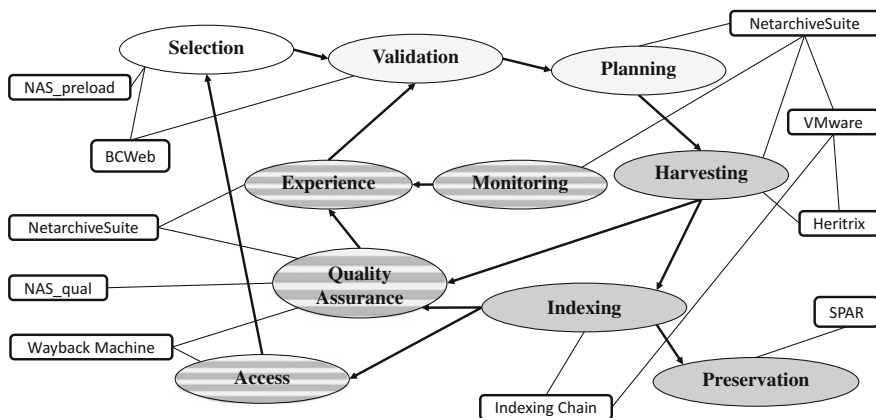 NetarchiveSuite
Selection
Validation
Planning
NAS_preload
VMware
BCWeb
Experience
Monitoring
Harvesting
NetarchiveSuite
Heritrix
Quality
Assurance
NAS_qual
Indexing
SPAR
Wayback Machine
Access
Preservation
Indexing Chain